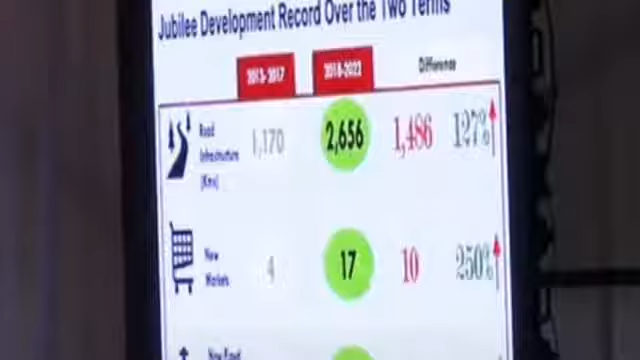 Jubilee Development Record Over the Two Terms
2013-2017 2018-2022 Difference
Road
Infrastructure
(Kms)
1,170 2,656 1,486 127%
New
Markets
4 17 10 250%